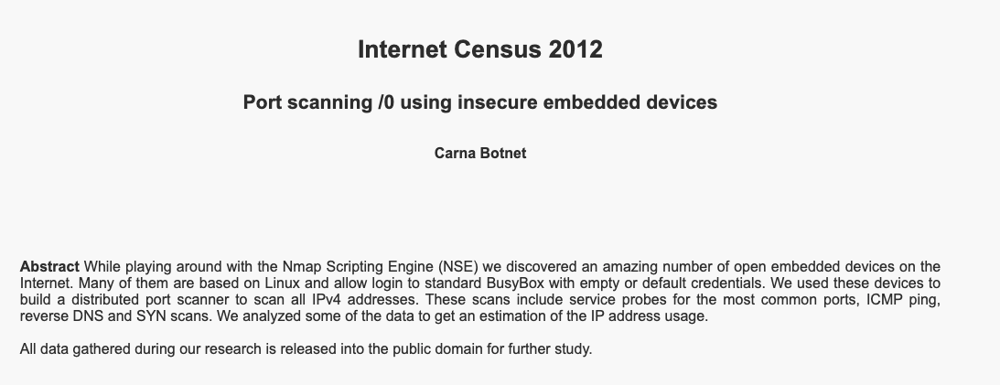 Internet Census 2012
Port scanning /0 using insecure embedded devices
Carna Botnet
Abstract While playing around with the Nmap Scripting Engine (NSE) we discovered an amazing number of open embedded devices on the
Internet. Many of them are based on Linux and allow login to standard BusyBox with empty or default credentials. We used these devices to
build a distributed port scanner to scan all IPv4 addresses. These scans include service probes for the most common ports, ICMP ping,
reverse DNS and SYN scans. We analyzed some of the data to get an estimation of the IP address usage.
All data gathered during our research is released into the public domain for further study.